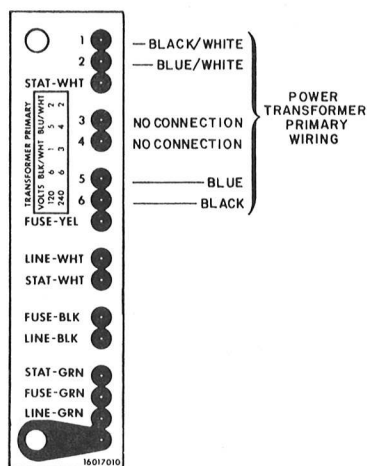 1 BLACK/WHITE
2 BLUE/WHITE
STAT-WHT
TRANSFORMER PRIMARY
VOLTS BLK/WHT BLU/WHT
120 6 1 5 2
240 6 3 4 2
3 NO CONNECTION
4 NO CONNECTION
5 BLUE
6 BLACK
POWER
TRANSFORMER
PRIMARY
WIRING
FUSE-YEL
LINE-WHT
STAT-WHT
FUSE-BLK
LINE-BLK
STAT-GRN
FUSE-GRN
LINE-GRN
16017010